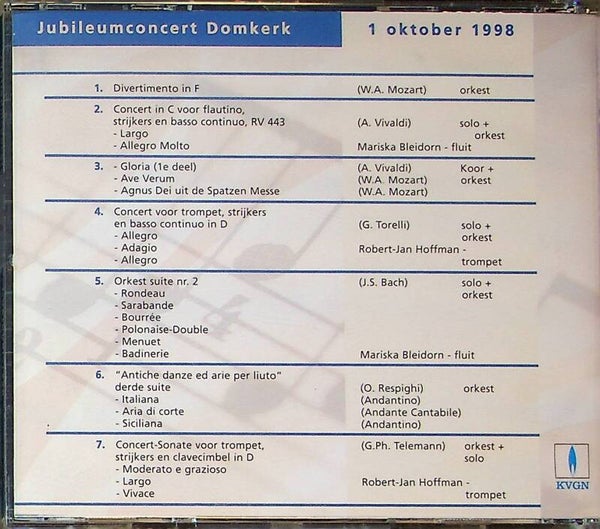 Jubileumconcert Domkerk 1 oktober 1998
1. Divertimento in F (W.A. Mozart) orkest
2. Concert in C voor flautino,
strijkers en basso continuo, RV 443 (A. Vivaldi) solo +
- Largo orkest
- Allegro Molto Mariska Bleidorn - fluit
3. - Gloria (1e deel) (A. Vivaldi) Koor +
- Ave Verum (W.A. Mozart) orkest
- Agnus Dei uit de Spatzen Messe (W.A. Mozart)
4. Concert voor trompet, strijkers
en basso continuo in D (G. Torelli) solo +
- Allegro orkest
- Adagio Robert-Jan Hoffman -
- Allegro trompet
5. Orkest suite nr. 2 (J.S. Bach) solo +
- Rondeau orkest
- Sarabande
- Bourrée
- Polonaise-Double
- Menuet
- Badinerie Mariska Bleidorn - fluit
6. "Antiche danze ed arie per liuto"
derde suite (O. Respighi) orkest
- Italiana (Andantino)
- Aria di corte (Andante Cantabile)
- Siciliana (Andantino)
7. Concert-Sonate voor trompet, (G.Ph. Telemann) orkest +
strijkers en clavecimbel in D solo
- Moderato e grazioso
- Largo Robert-Jan Hoffman -
- Vivace trompet
KVGN